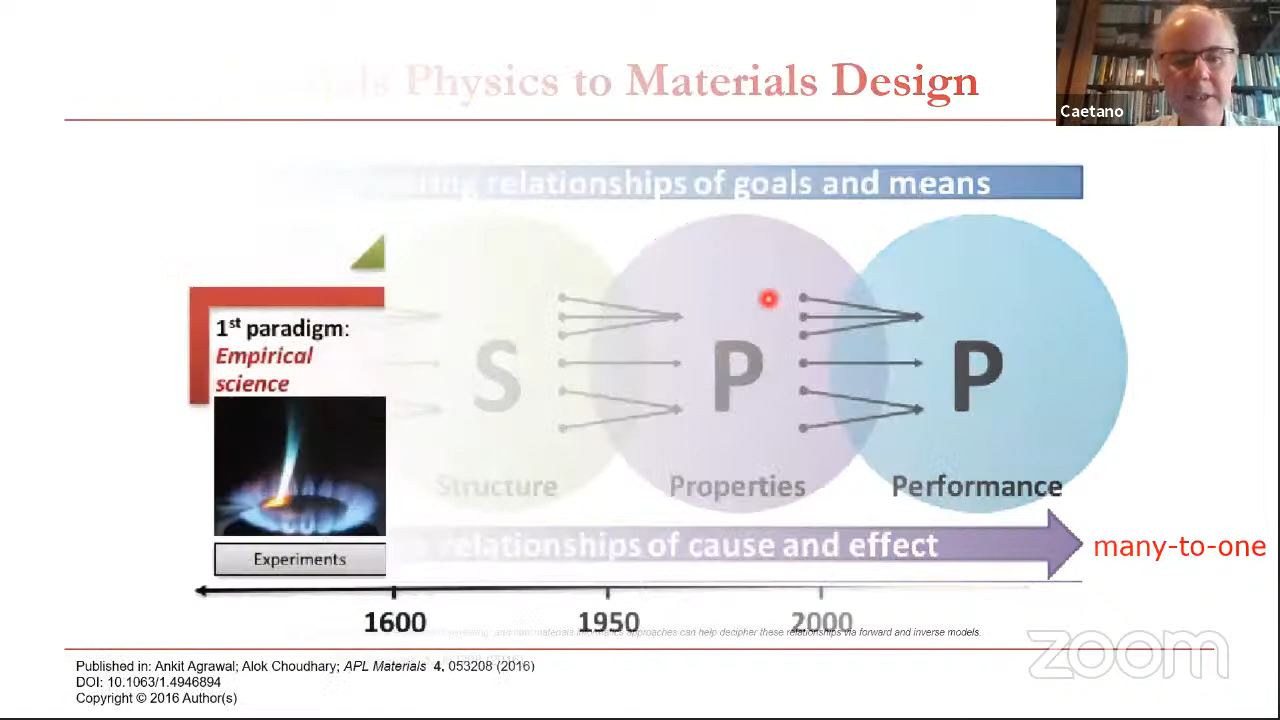 Physics to Materials Design
Caetano
relationships of goals and means
1st paradigm:
Empirical
science
S
P
P
Structure
Properties
Performance
Experiments
relationships of cause and effect
many-to-one
1600
1950
2000
approaches can help decipher these relationships via forward and inverse models.
Published in: Ankit Agrawal; Alok Choudhary; APL Materials 4, 053208 (2016)
DOI: 10.1063/1.4946894
Copyright © 2016 Author(s)
zoom